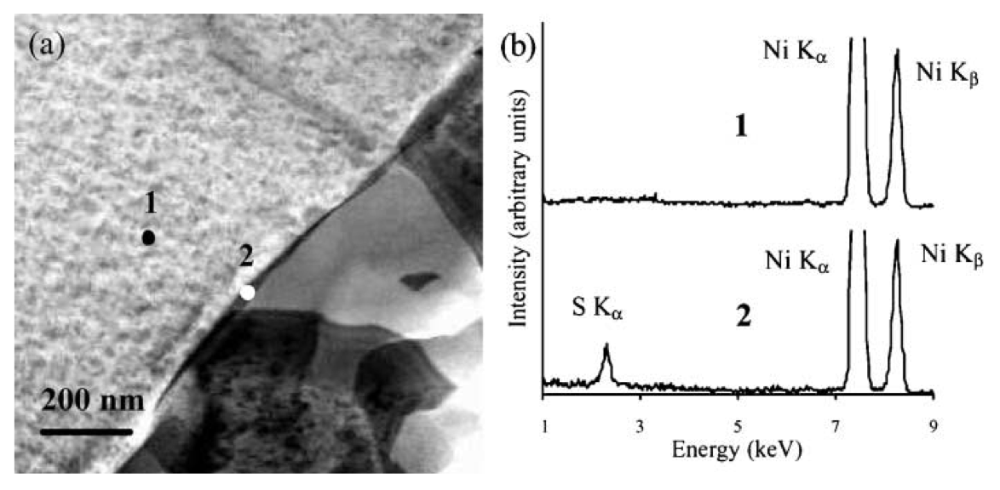 (a)
1
2
200 nm
(b)
Intensity (arbitrary units)
Ni Kα
Ni Kβ
1
Ni Kα
Ni Kβ
S Kα
2
1 3 5 7 9
Energy (keV)